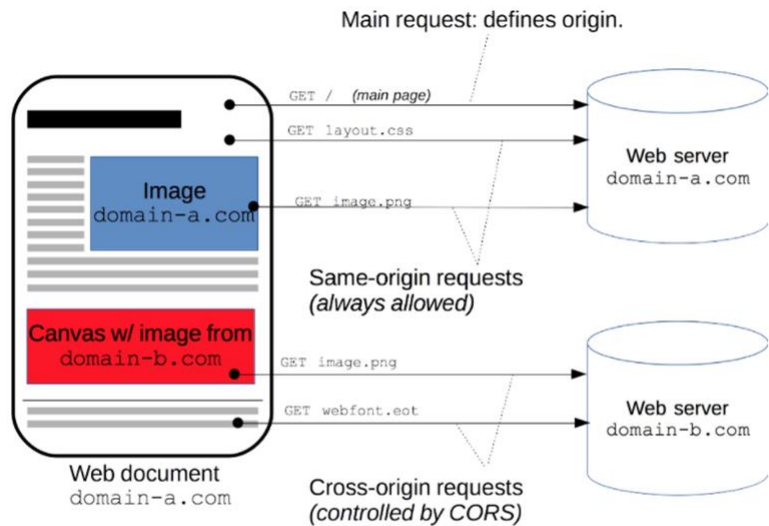 Main request: defines origin.
GET / (main page)
GET layout.css
Image
domain-a.com
GET image.png
Web server
domain-a.com
Same-origin requests
(always allowed)
Canvas w/ image from
domain-b.com
GET image.png
GET webfont.eot
Web server
domain-b.com
Web document
domain-a.com
Cross-origin requests
(controlled by CORS)